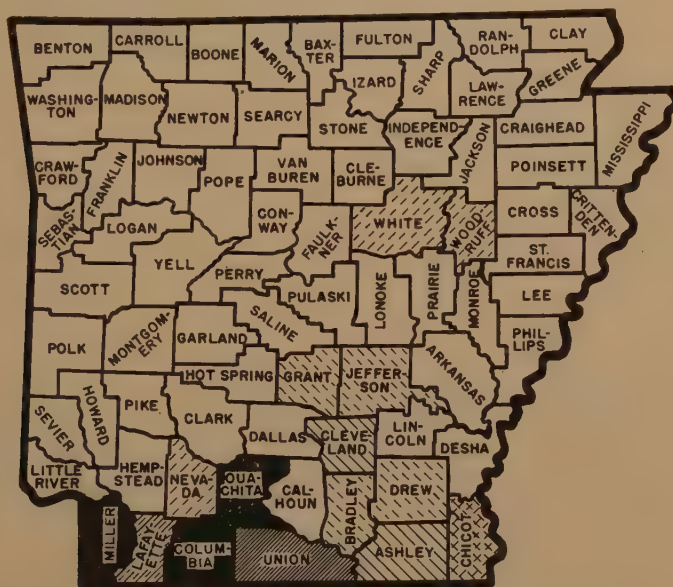 BENTON
CARROLL
BOONE
MARION
BAX-
TER
FULTON
SHARP
RAN-
DOLPH
CLAY
GREENE
IZARD
LAW-
RENCE
WASHING-
TON
MADISON
NEWTON
SEARCY
STONE
INDEPEND-
ENCE
JACKSON
CRAIGHEAD
MISSISSIPPI
POINSETT
CRAW-
FORD
FRANKLIN
JOHNSON
POPE
VAN
BUREN
CLE-
BURNE
SEBAS-
TIAN
LOGAN
CON-
WAY
FAULK-
NER
WHITE
WOOD-
RUFF
CROSS
CRITTEN-
DEN
ST.
FRANCIS
YELL
PERRY
SCOTT
PULASKI
LONOKE
PRAIRIE
MONROE
LEE
PHIL-
LIPS
POLK
MONTGOM-
ERY
GARLAND
SALINE
HOT SPRING
GRANT
JEFFER-
SON
ARKANSAS
SEVIER
HOWARD
PIKE
CLARK
DALLAS
CLEVE-
LAND
LIN-
COLN
DESHA
LITTLE
RIVER
HEMP-
STEAD
NEVA-
DA
OUA-
CHITA
CAL-
HOUN
BRADLEY
DREW
CHICOT
MILLER
LAFAY-
ETTE
COLUM-
BIA
UNION
ASHLEY